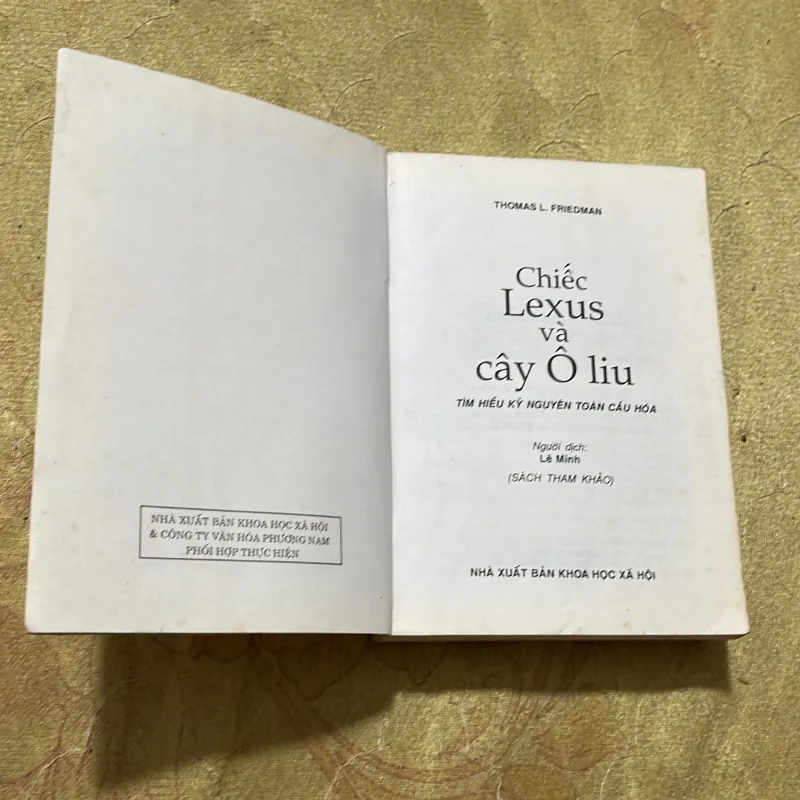 NHÀ XUẤT BẢN KHOA HỌC XÃ HỘI
& CÔNG TY VĂN HÓA PHƯƠNG NAM
PHỐI HỢP THỰC HIỆN
THOMAS L. FRIEDMAN
Chiếc
Lexus
và
cây Ô liu
TÌM HIỂU KỶ NGUYÊN TOÀN CẦU HÓA
Người dịch:
Lê Minh
(SÁCH THAM KHẢO)
NHÀ XUẤT BẢN KHOA HỌC XÃ HỘI